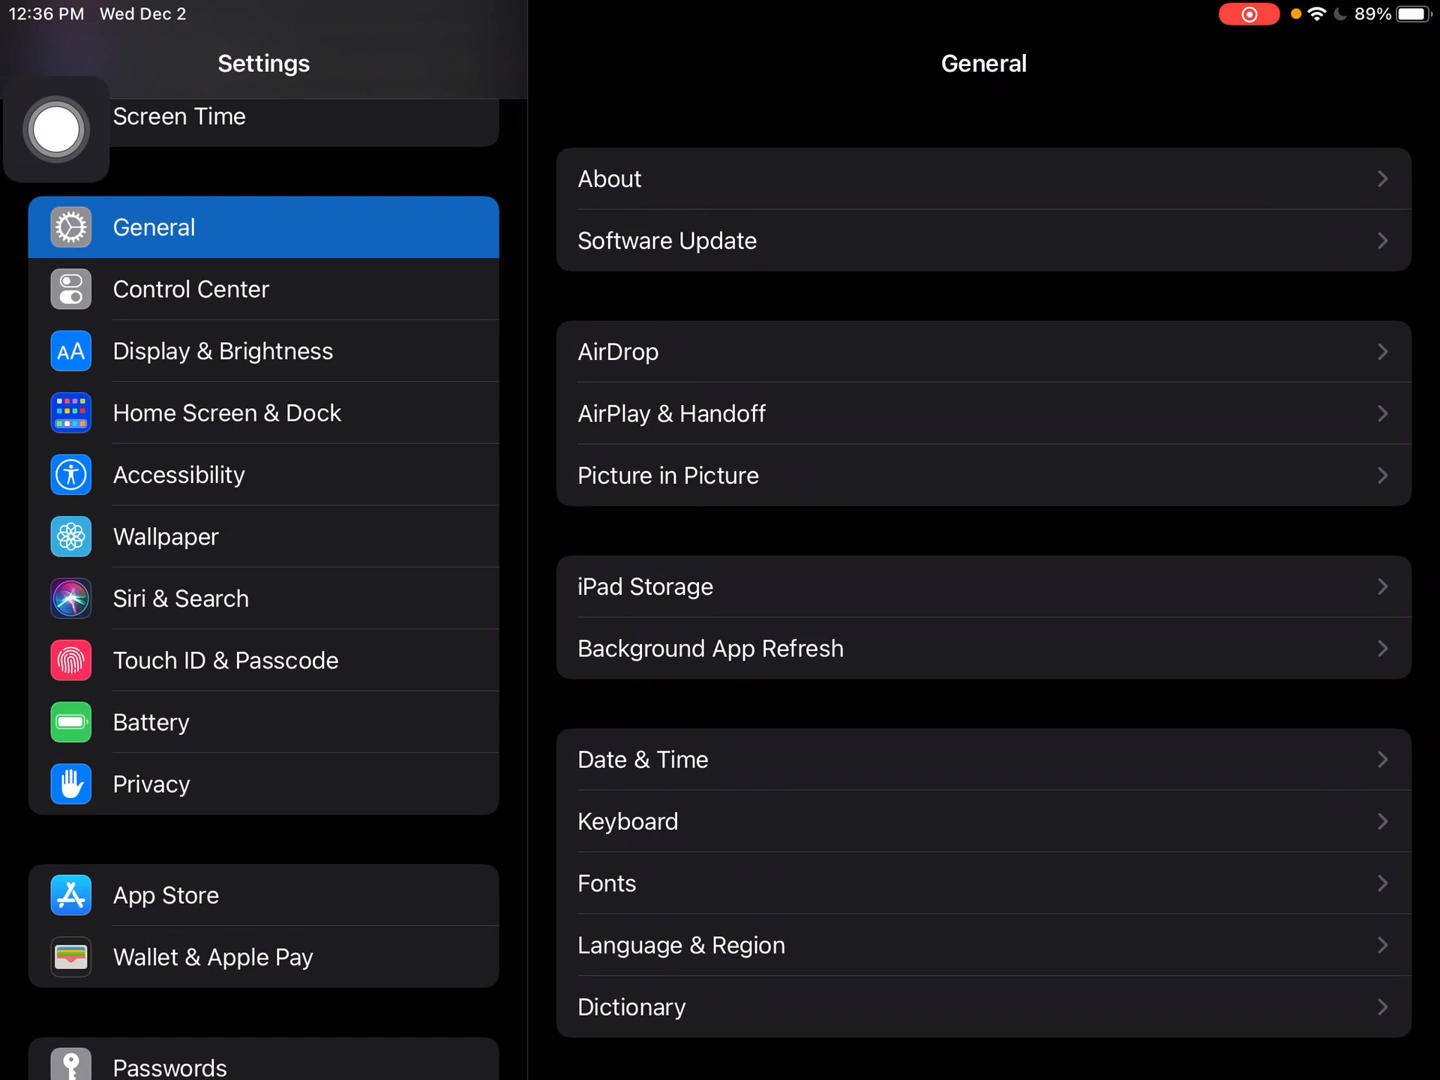 12:36 PM Wed Dec 2
89%
Settings
Screen Time
General
Control Center
AA Display & Brightness
Home Screen & Dock
Accessibility
Wallpaper
Siri & Search
Touch ID & Passcode
Battery
Privacy
App Store
Wallet & Apple Pay
Passwords
General
About
Software Update
AirDrop
AirPlay & Handoff
Picture in Picture
iPad Storage
Background App Refresh
Date & Time
Keyboard
Fonts
Language & Region
Dictionary